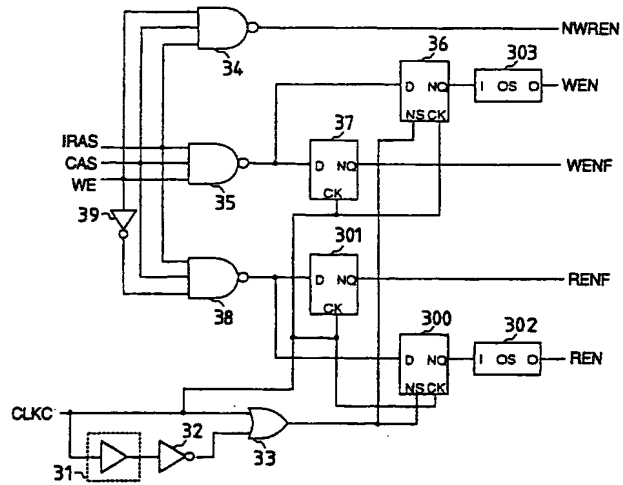 NWREN
34
36
303
D NQ
I OS O
WEN
NS CK
IRAS
CAS
WE
35
37
D NQ
CK
WENF
39
301
D NQ
CK
RENF
38
300
302
D NQ
I OS O
REN
NS CK
CLKC
32
33
31